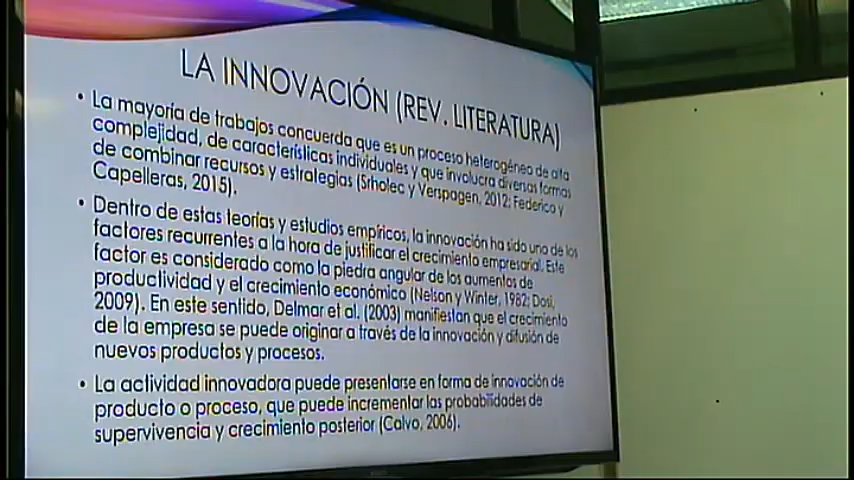 LA INNOVACIÓN (REV. LITERATURA)
• La mayoría de trabajos concuerda que es un proceso heterogéneo de alta
complejidad, de características individuales y que involucra diversas formas
de combinar recursos y estrategias (Srholec y Verspagen, 2012; Federico y
Capelleras, 2015).
• Dentro de estas teorías y estudios empíricos, la innovación ha sido uno de los
factores recurrentes a la hora de justificar el crecimiento empresarial. Este
factor es considerado como la piedra angular de los aumentos de
productividad y el crecimiento económico (Nelson y Winter, 1982; Dosi,
2009). En este sentido, Delmar et al. (2003) manifiestan que el crecimiento
de la empresa se puede originar a través de la innovación y difusión de
nuevos productos y procesos.
• La actividad innovadora puede presentarse en forma de innovación de
producto o proceso, que puede incrementar las probabilidades de
supervivencia y crecimiento posterior (Calvo, 2006).